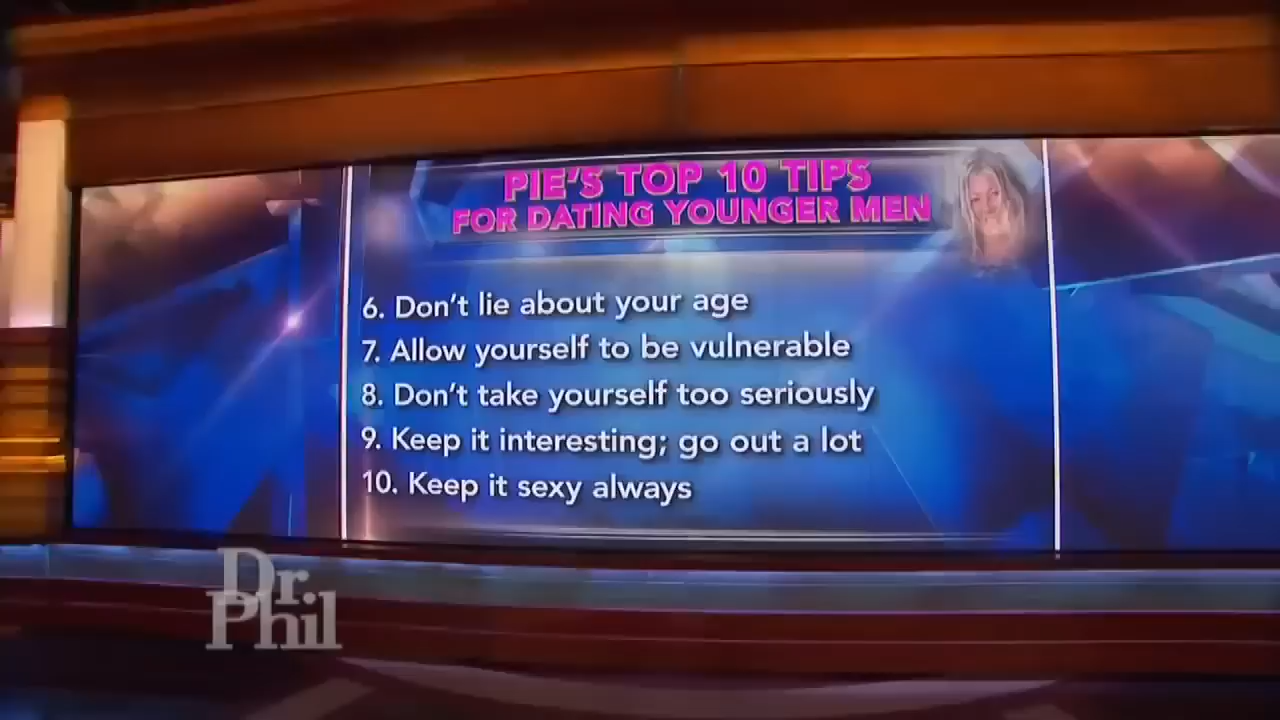 PIE'S TOP 10 TIPS
FOR DATING YOUNGER MEN
6. Don't lie about your age
7. Allow yourself to be vulnerable
8. Don't take yourself too seriously
9. Keep it interesting; go out a lot
10. Keep it sexy always
Dr.
Phil